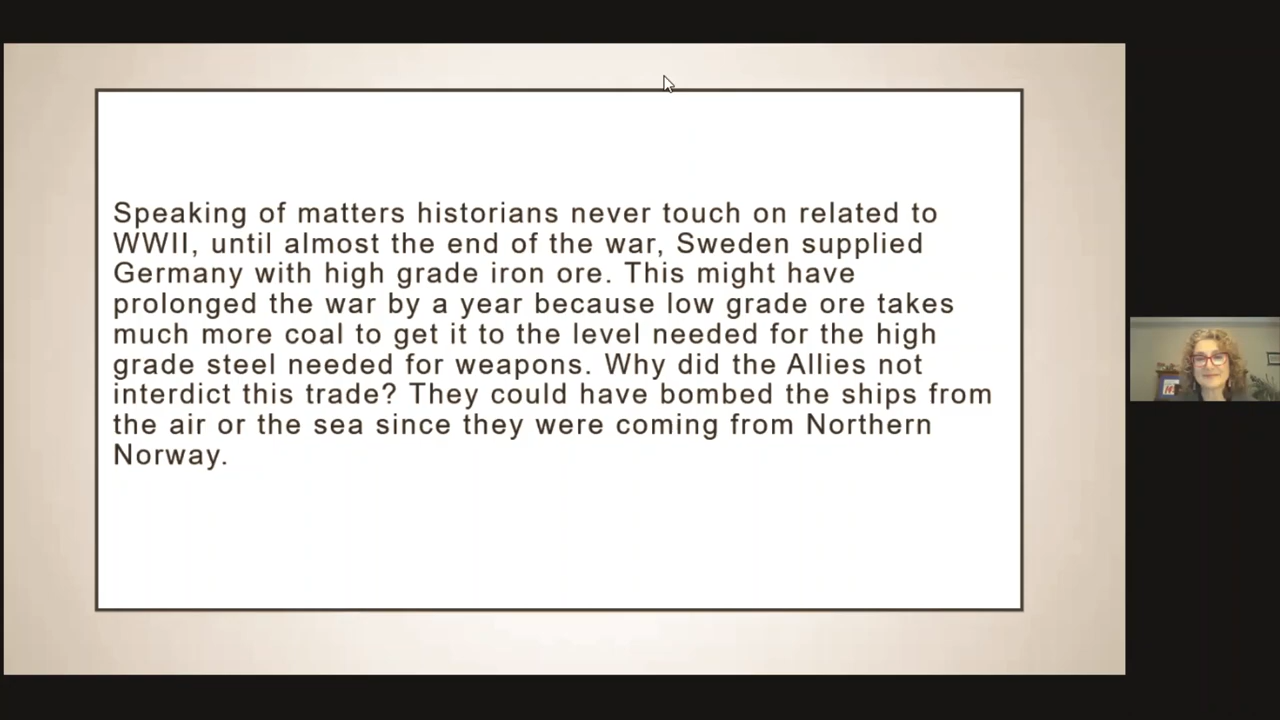 Speaking of matters historians never touch on related to
WWII, until almost the end of the war, Sweden supplied
Germany with high grade iron ore. This might have
prolonged the war by a year because low grade ore takes
much more coal to get it to the level needed for the high
grade steel needed for weapons. Why did the Allies not
interdict this trade? They could have bombed the ships from
the air or the sea since they were coming from Northern
Norway.